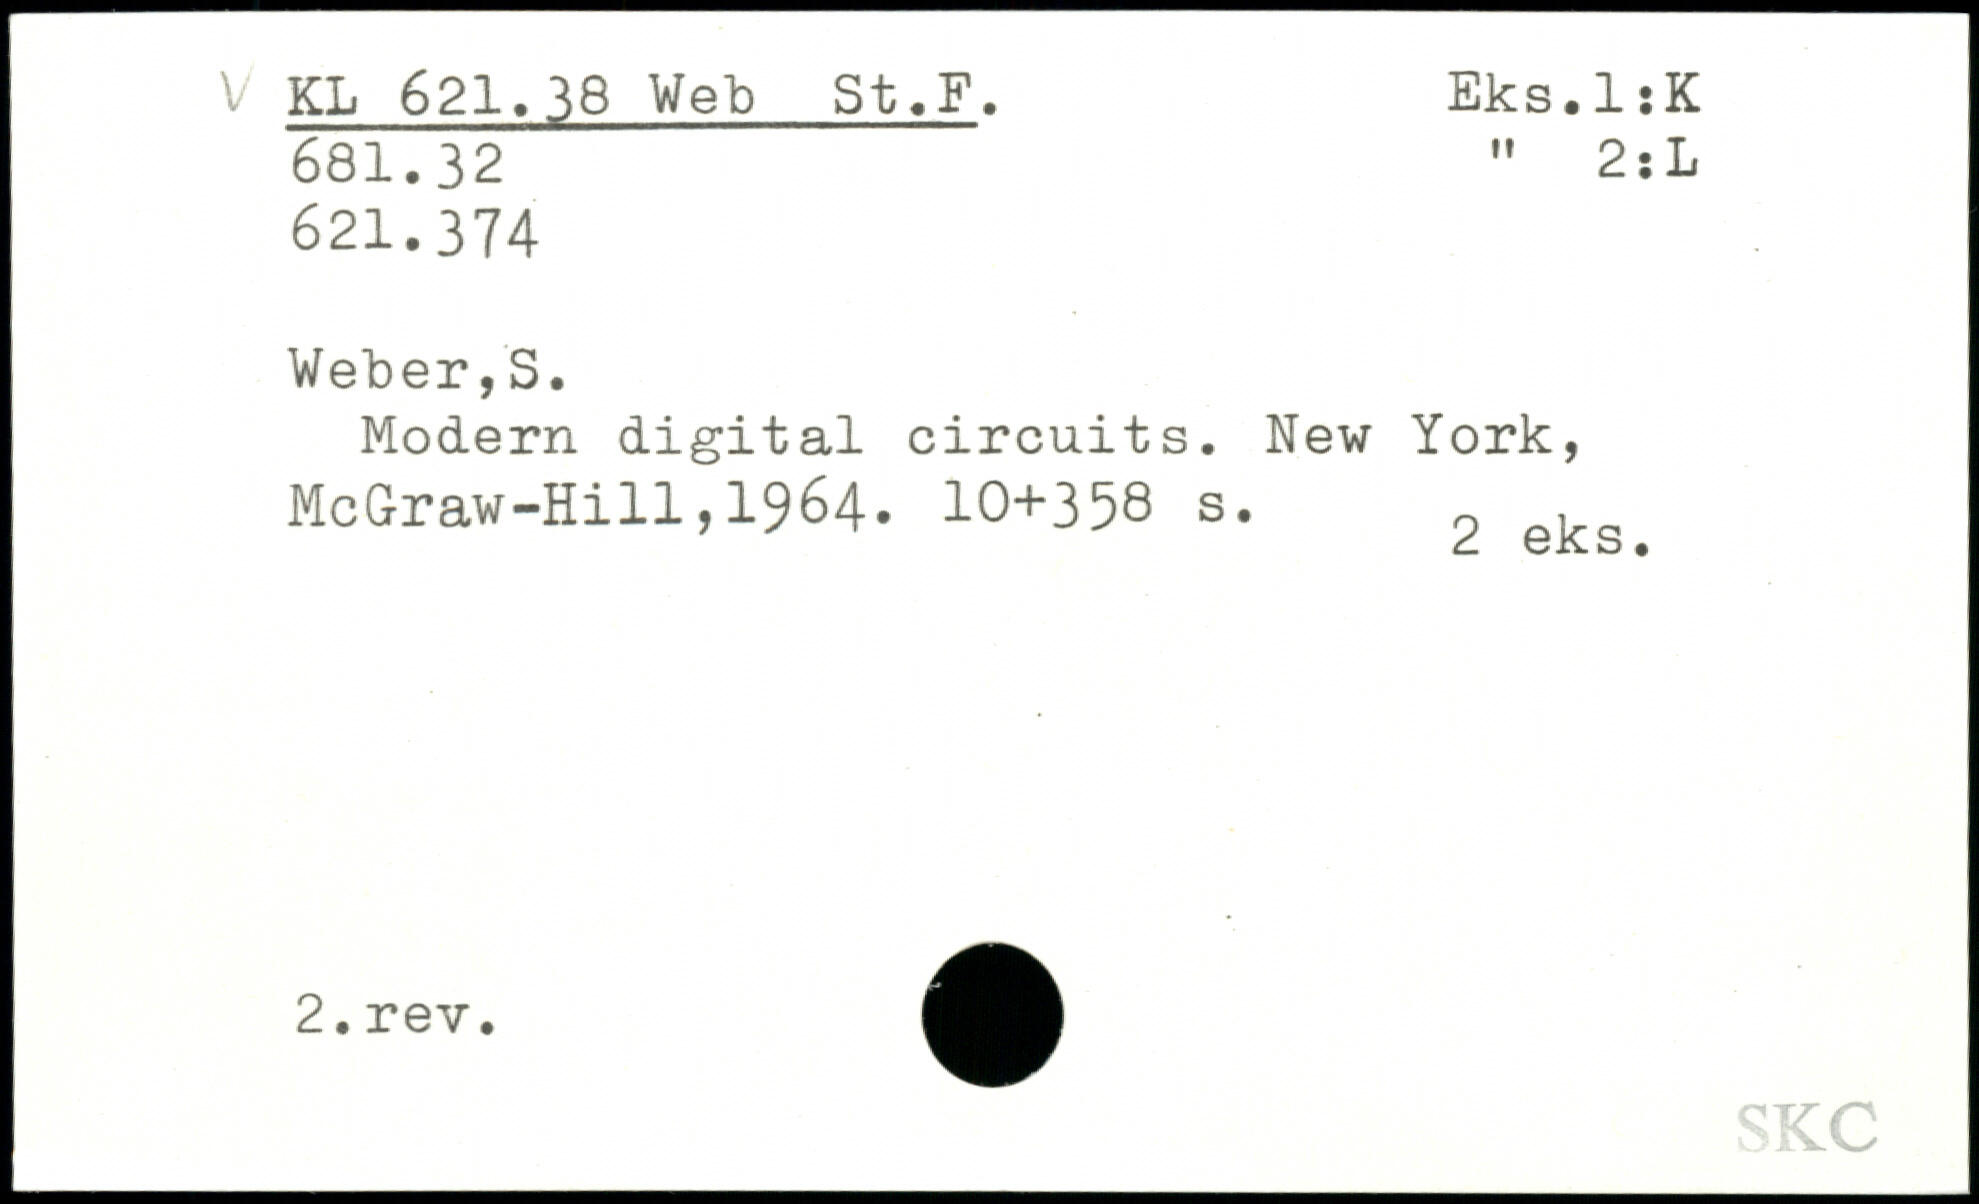 V KL 621.38 Web St.F. Eks.1:K
681.32 " 2:L
621.374
Weber,S.
Modern digital circuits. New York,
McGraw-Hill,1964. 10+358 s.
2 eks.
2.rev.
SKC